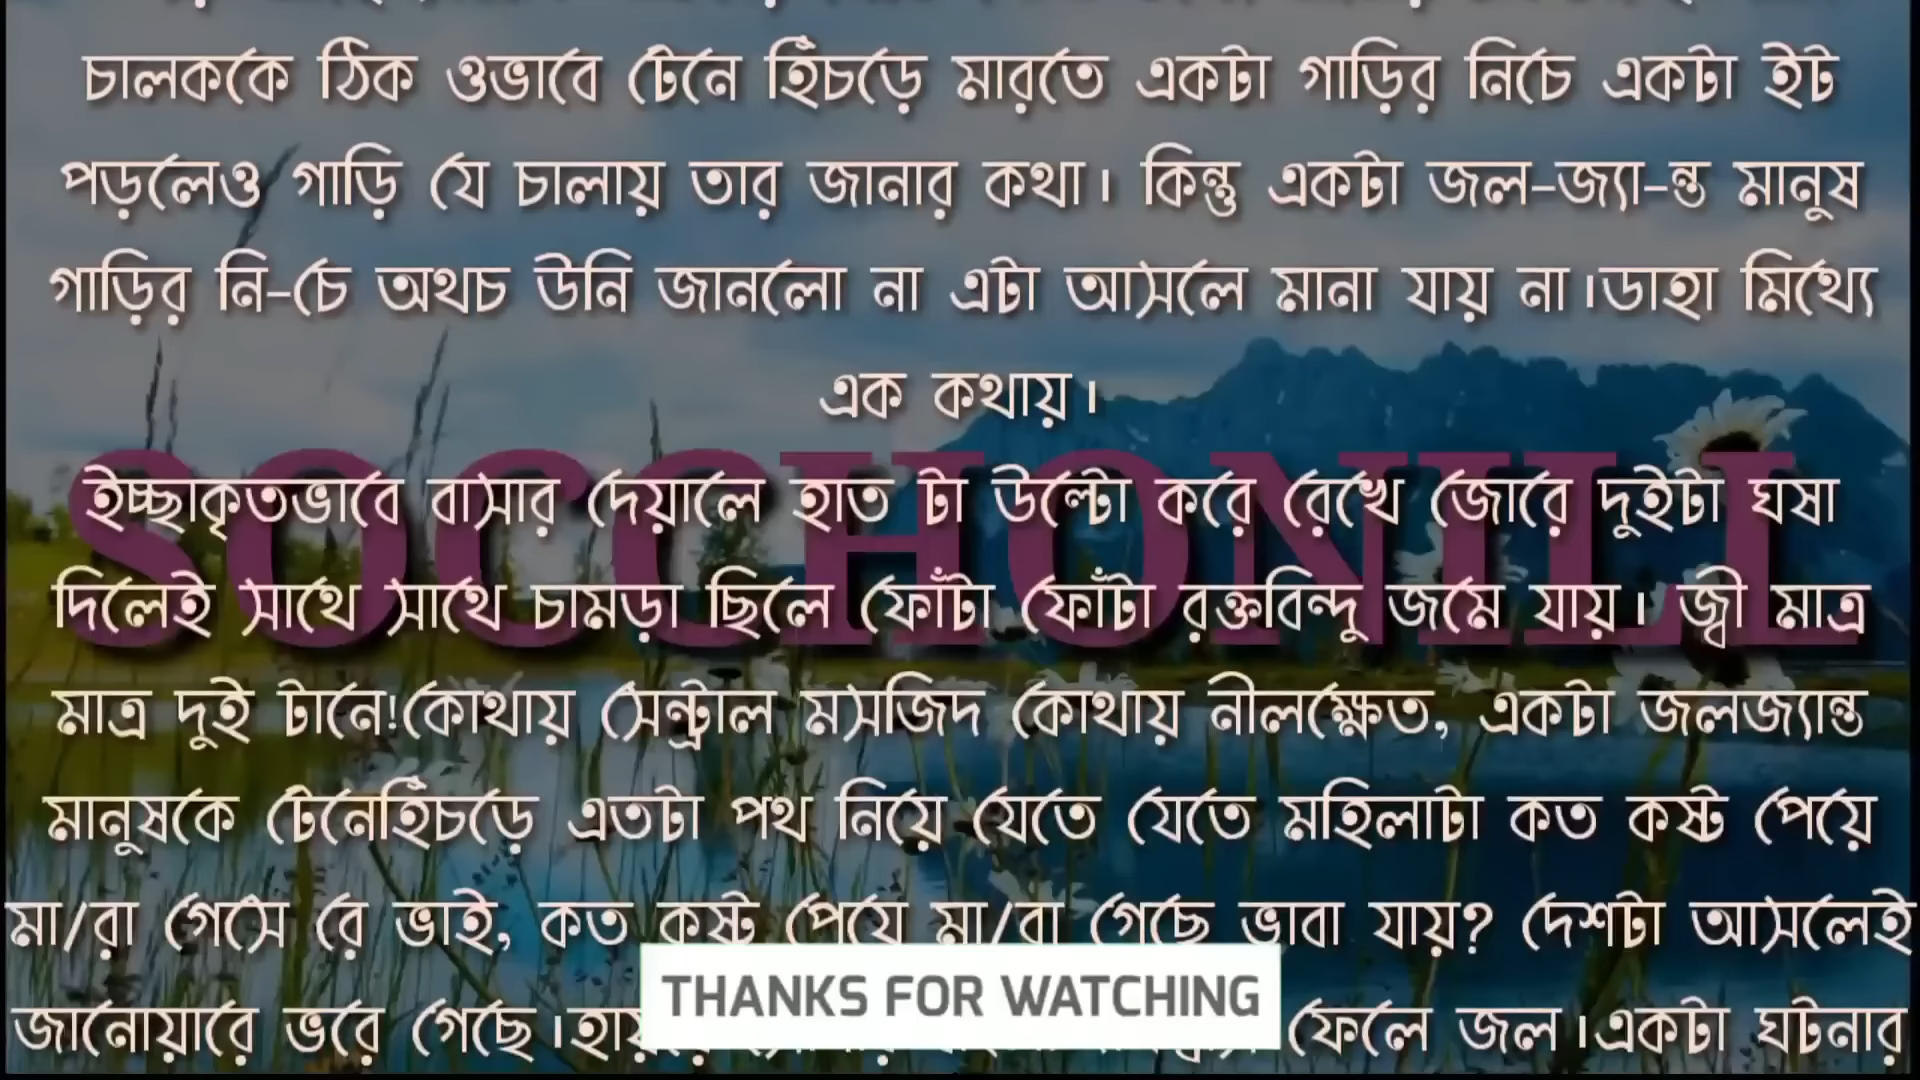 চালককে ঠিক ওভাবে টেনে হিঁচড়ে মারতে একটা গাড়ির নিচে একটা ইট
পড়লেও গাড়ি যে চালায় তার জানার কথা। কিন্তু একটা জল-জ্যা-ন্ত মানুষ
গাড়ির নি-চে অথচ উনি জানলো না এটা আসলে মানা যায় না।ডাহা মিথ্যে
এক কথায়।
SOCCHONILI
ইচ্ছাকৃতভাবে বাসার দেয়ালে হাত টা উল্টো করে রেখে জোরে দুইটা ঘষা
দিলেই সাথে সাথে চামড়া ছিলে ফোঁটা ফোঁটা রক্তবিন্দু জমে যায়। জ্বী মাত্র
মাত্র দুই টানে!কোথায় সেন্ট্রাল মসজিদ কোথায় নীলক্ষেত, একটা জলজ্যান্ত
মানুষকে টেনেহিঁচড়ে এতটা পথ নিয়ে যেতে যেতে মহিলাটা কত কষ্ট পেয়ে
মা/রা গেসে রে ভাই, কত কষ্ট পেয়ে মা/রা গেছে ভাবা যায়? দেশটা আসলেই
জানোয়ারে ভরে গেছে। ফেলে জল।একটা ঘটনার
THANKS FOR WATCHING